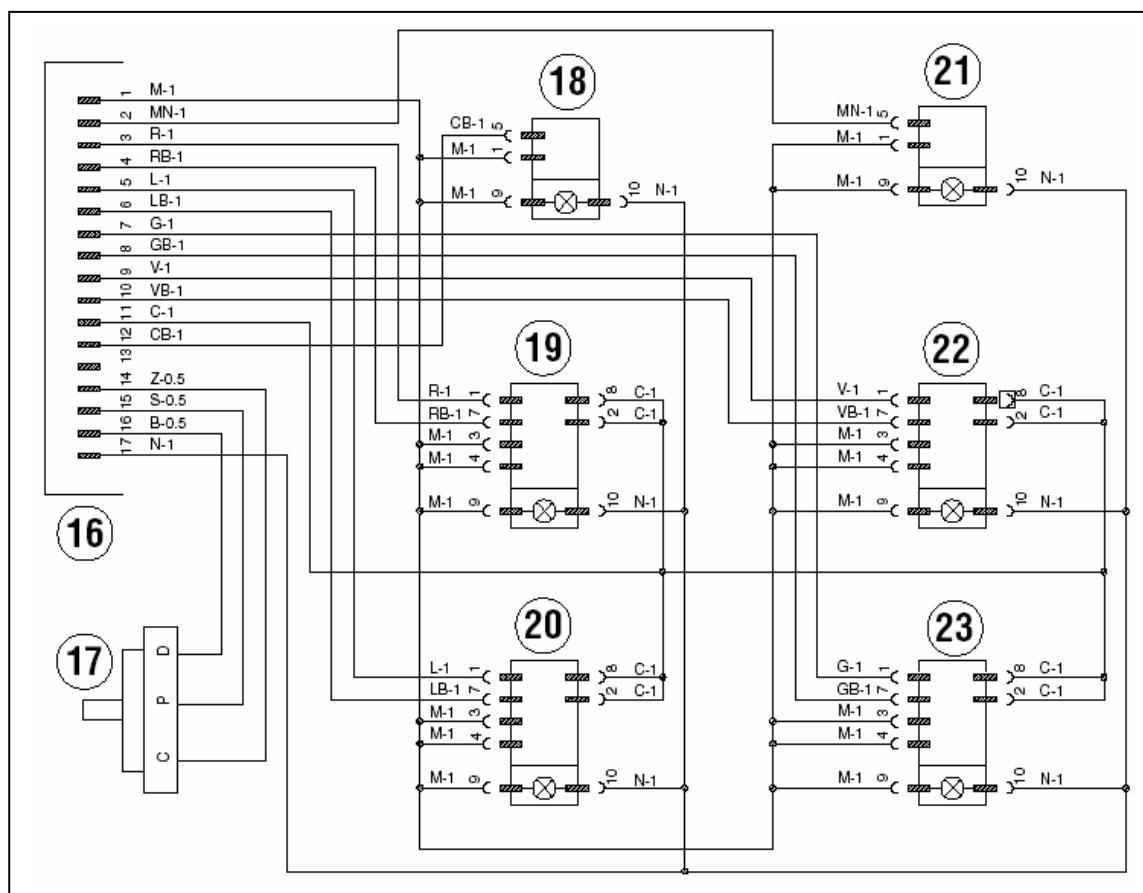 16
1 M-1
2 MN-1
3 R-1
4 RB-1
5 L-1
6 LB-1
7 G-1
8 GB-1
9 V-1
10 VB-1
11 C-1
12 CB-1
13
14 Z-0.5
15 S-0.5
16 B-0.5
17 N-1
17
D
P
C
18
CB-1 5
M-1 1
M-1 9
10 N-1
19
R-1 1
RB-1 7
M-1 3
M-1 4
M-1 9
8 C-1
2 C-1
10 N-1
20
L-1 1
LB-1 7
M-1 3
M-1 4
M-1 9
8 C-1
2 C-1
10 N-1
21
MN-1 5
M-1 1
M-1 9
10 N-1
22
V-1 1
VB-1 7
M-1 3
M-1 4
M-1 9
8 C-1
2 C-1
10 N-1
23
G-1 1
GB-1 7
M-1 3
M-1 4
M-1 9
8 C-1
2 C-1
10 N-1